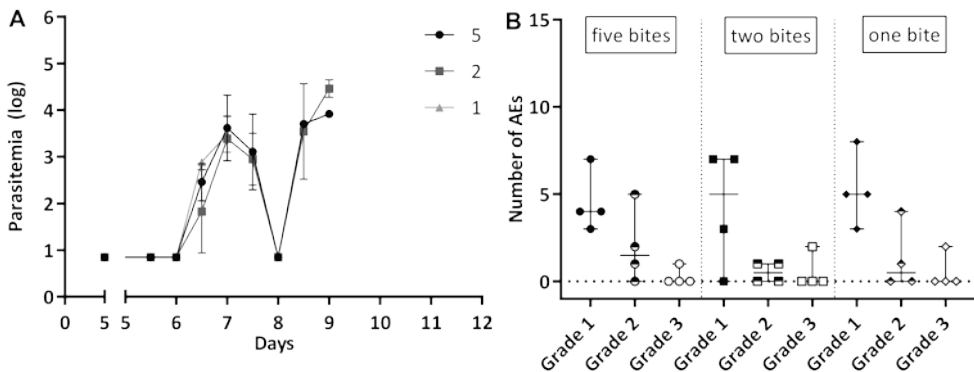 A
Parasitemia (log)
6
5
4
3
2
1
0
0 5 5 6 7 8 9 10 11 12
Days
5
2
1
B
Number of AEs
15
10
5
0
five bites two bites one bite
Grade 1 Grade 2 Grade 3 Grade 1 Grade 2 Grade 3 Grade 1 Grade 2 Grade 3